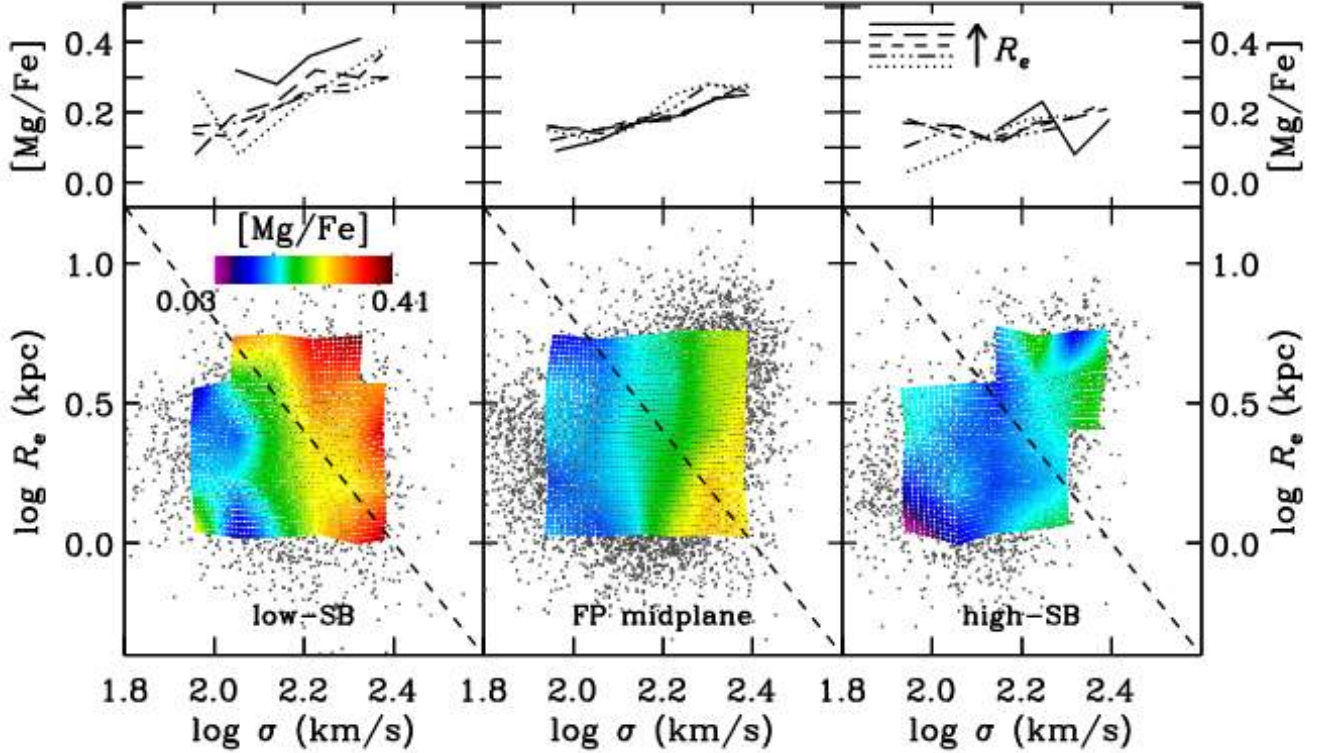 [Mg/Fe]
0.4
0.2
0.0
R_e
0.4
0.2
0.0
[Mg/Fe]
[Mg/Fe]
0.03
0.41
log R_e (kpc)
1.0
0.5
0.0
low-SB
FP midplane
high-SB
1.0
0.5
0.0
log R_e (kpc)
1.8 2.0 2.2 2.4 1.8 2.0 2.2 2.4 1.8 2.0 2.2 2.4
log σ (km/s) log σ (km/s) log σ (km/s)